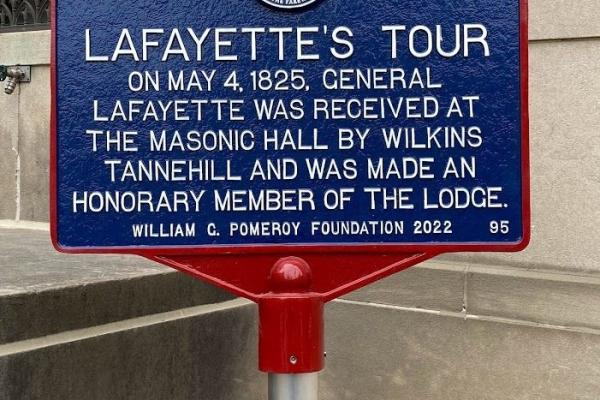 LAFAYETTE'S TOUR
ON MAY 4, 1825, GENERAL
LAFAYETTE WAS RECEIVED AT
THE MASONIC HALL BY WILKINS
TANNEHILL AND WAS MADE AN
HONORARY MEMBER OF THE LODGE.
WILLIAM G. POMEROY FOUNDATION 2022 95